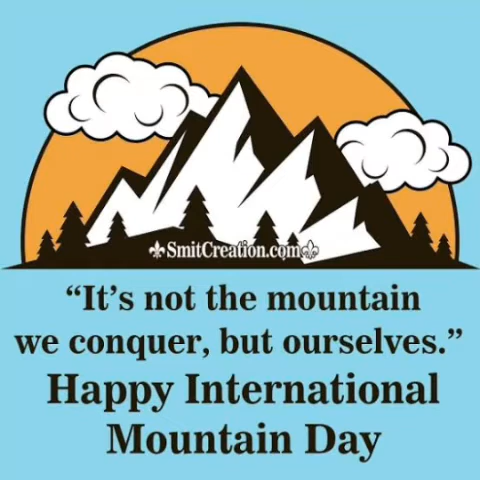 SmitCreation.com
“It’s not the mountain
we conquer, but ourselves.”
Happy International
Mountain Day